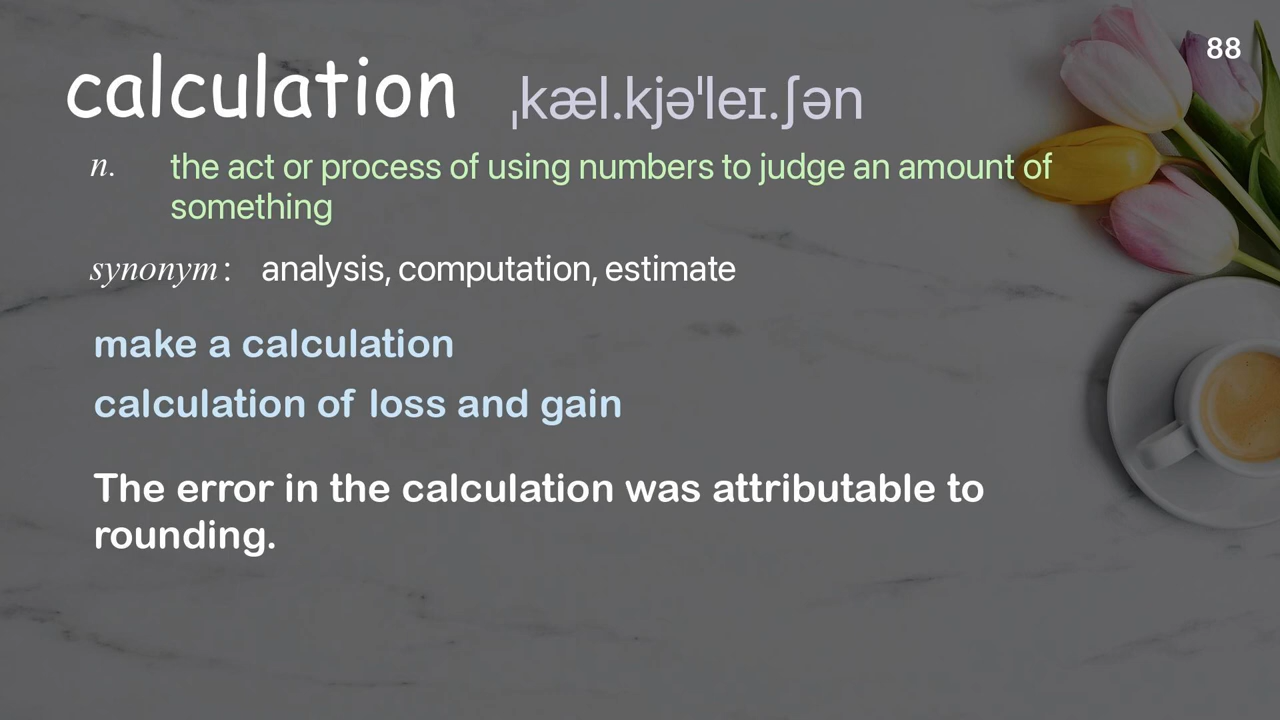 88
calculation ˌkæl.kjəˈleɪ.ʃən
n. the act or process of using numbers to judge an amount of
something
synonym: analysis, computation, estimate
make a calculation
calculation of loss and gain
The error in the calculation was attributable to
rounding.